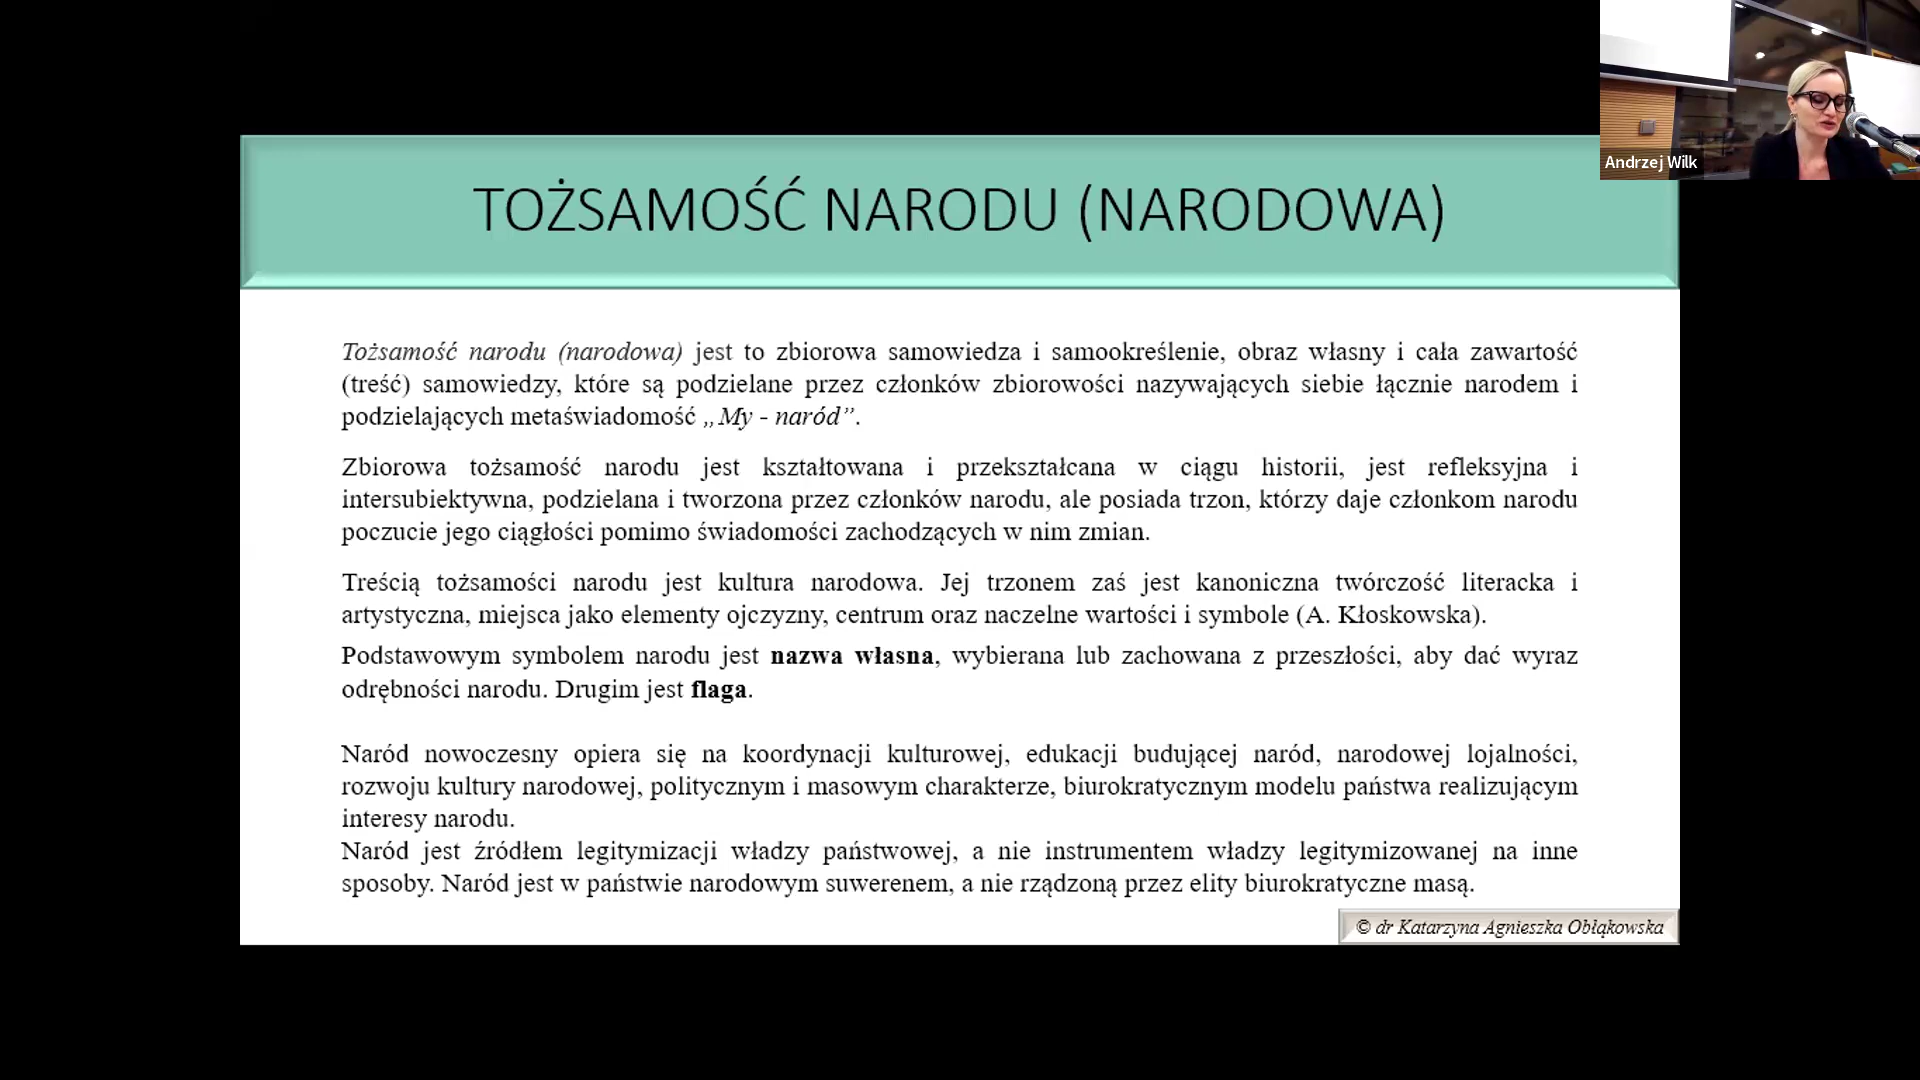 Andrzej Wilk
TOŻSAMOŚĆ NARODU (NARODOWA)
Tożsamość narodu (narodowa) jest to zbiorowa samowiedza i samookreślenie, obraz własny i cała zawartość
(treść) samowiedzy, które są podzielane przez członków zbiorowości nazywających siebie łącznie narodem i
podzielających metaświadomość „My - naród”.
Zbiorowa tożsamość narodu jest kształtowana i przekształcana w ciągu historii, jest refleksyjna i
intersubiektywna, podzielana i tworzona przez członków narodu, ale posiada trzon, którzy daje członkom narodu
poczucie jego ciągłości pomimo świadomości zachodzących w nim zmian.
Treścią tożsamości narodu jest kultura narodowa. Jej trzonem zaś jest kanoniczna twórczość literacka i
artystyczna, miejsca jako elementy ojczyzny, centrum oraz naczelne wartości i symbole (A. Kłoskowska).
Podstawowym symbolem narodu jest nazwa własna, wybierana lub zachowana z przeszłości, aby dać wyraz
odrębności narodu. Drugim jest flaga.
Naród nowoczesny opiera się na koordynacji kulturowej, edukacji budującej naród, narodowej lojalności,
rozwoju kultury narodowej, politycznym i masowym charakterze, biurokratycznym modelu państwa realizującym
interesy narodu.
Naród jest źródłem legitymizacji władzy państwowej, a nie instrumentem władzy legitymizowanej na inne
sposoby. Naród jest w państwie narodowym suwerenem, a nie rządzoną przez elity biurokratyczne masą.
© dr Katarzyna Agnieszka Obłąkowska